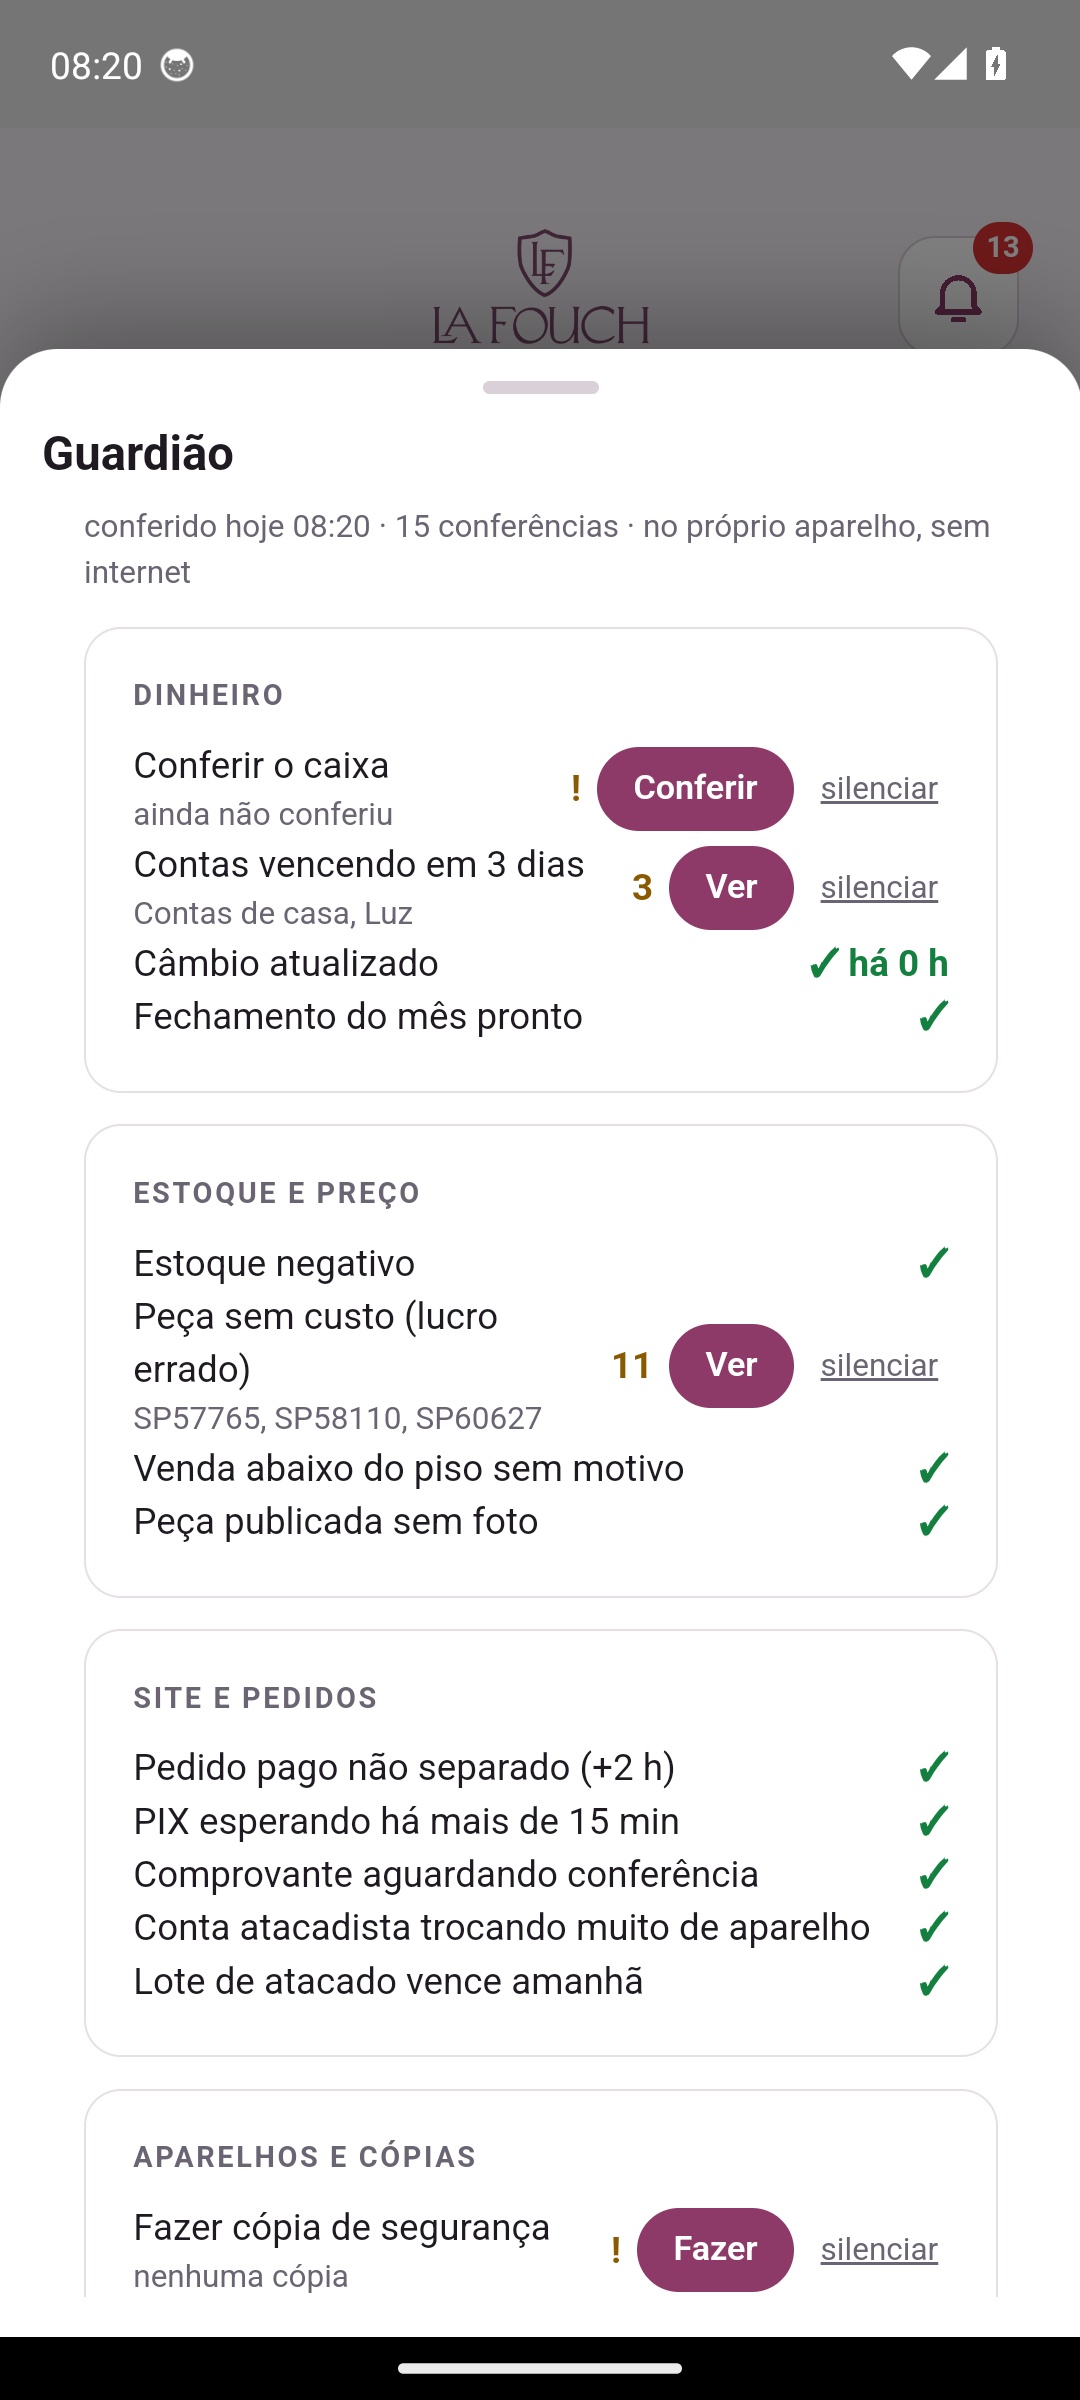 08:20
13
LF
LA FOUCH
Guardião
conferido hoje 08:20 · 15 conferências · no próprio aparelho, sem
internet
DINHEIRO
Conferir o caixa
ainda não conferiu
! Conferir silenciar
Contas vencendo em 3 dias
Contas de casa, Luz
3 Ver silenciar
Câmbio atualizado ✓ há 0 h
Fechamento do mês pronto ✓
ESTOQUE E PREÇO
Estoque negativo ✓
Peça sem custo (lucro
errado)
SP57765, SP58110, SP60627
11 Ver silenciar
Venda abaixo do piso sem motivo ✓
Peça publicada sem foto ✓
SITE E PEDIDOS
Pedido pago não separado (+2 h) ✓
PIX esperando há mais de 15 min ✓
Comprovante aguardando conferência ✓
Conta atacadista trocando muito de aparelho ✓
Lote de atacado vence amanhã ✓
APARELHOS E CÓPIAS
Fazer cópia de segurança
nenhuma cópia
! Fazer silenciar